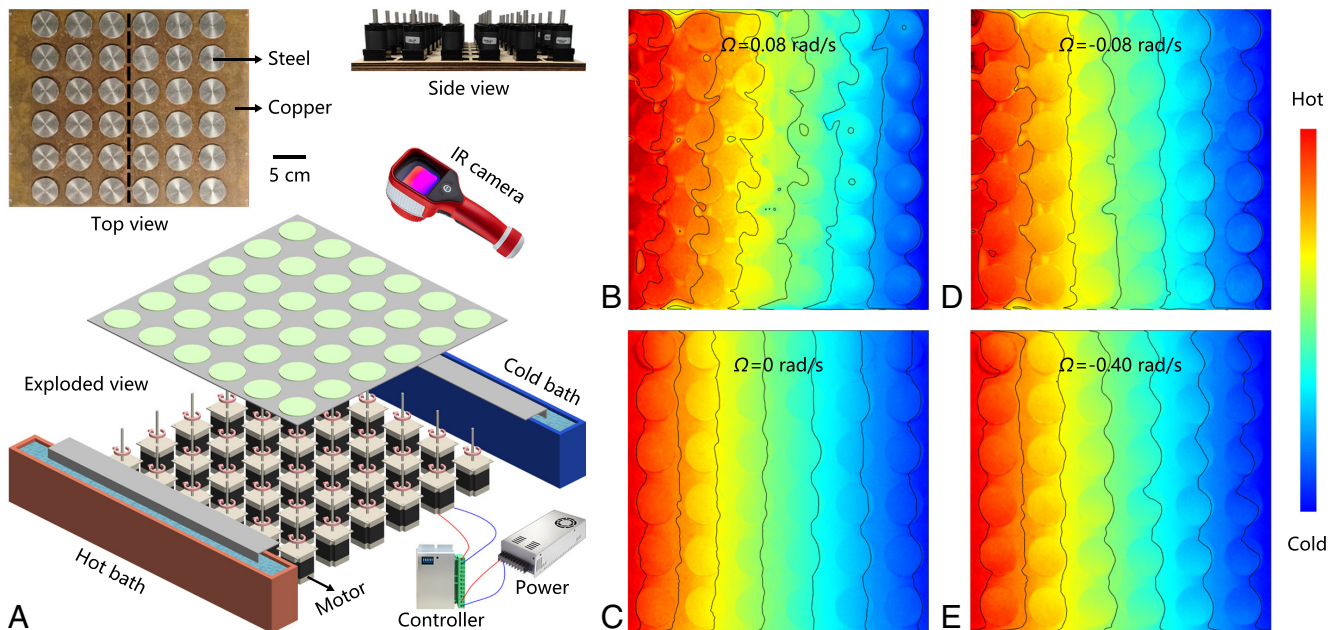 Steel
Copper
5 cm
Top view
Side view
IR camera
Exploded view
Cold bath
Hot bath
Motor
Controller
Power
A
Ω=0.08 rad/s
B
Ω=0 rad/s
C
Ω=-0.08 rad/s
D
Ω=-0.40 rad/s
E
Hot
Cold